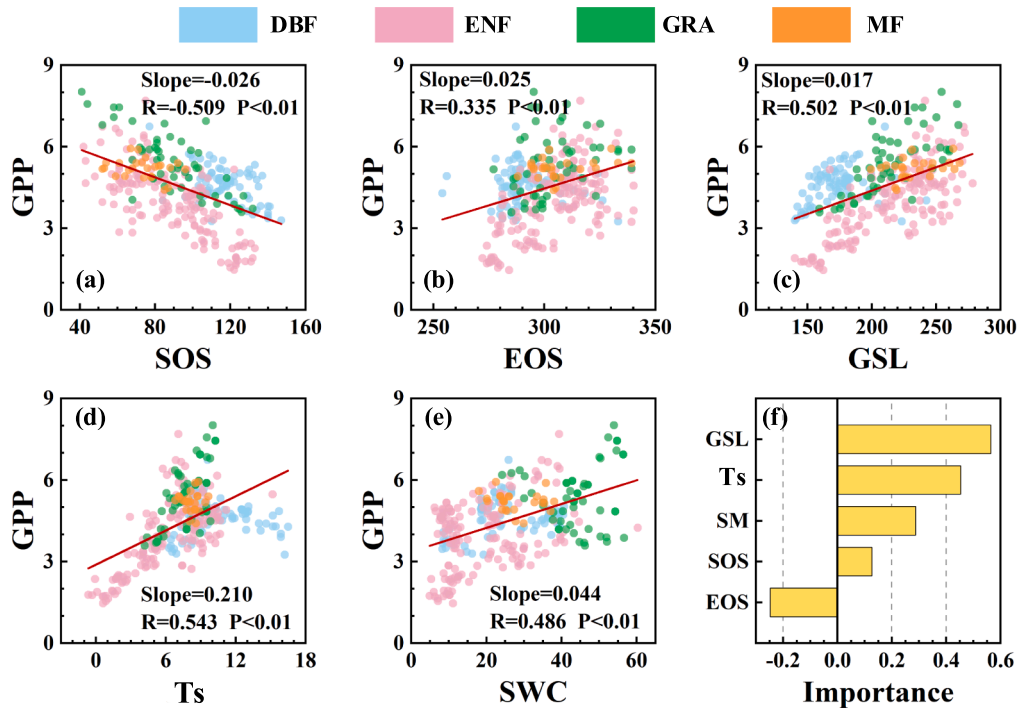 DBF ENF GRA MF
Slope=-0.026
R=-0.509 P<0.01
GPP
9
6
3
0
(a)
40 80 120 160
SOS
Slope=0.025
R=0.335 P<0.01
GPP
9
6
3
0
(b)
250 300 350
EOS
Slope=0.017
R=0.502 P<0.01
GPP
9
6
3
0
(c)
150 200 250 300
GSL
(d)
GPP
9
6
3
0
Slope=0.210
R=0.543 P<0.01
0 6 12 18
Ts
(e)
GPP
9
6
3
0
Slope=0.044
R=0.486 P<0.01
0 20 40 60
SWC
(f)
GSL
Ts
SM
SOS
EOS
-0.2 0.0 0.2 0.4 0.6
Importance